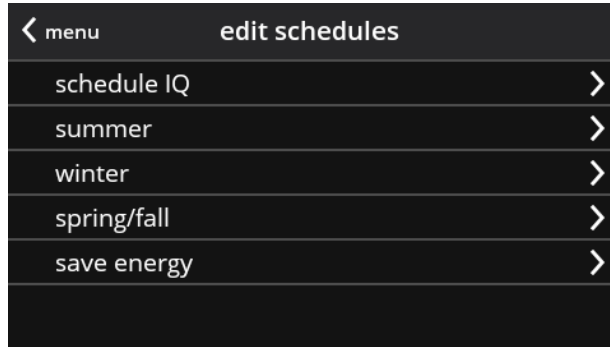 menu edit schedules
schedule IQ
summer
winter
spring/fall
save energy